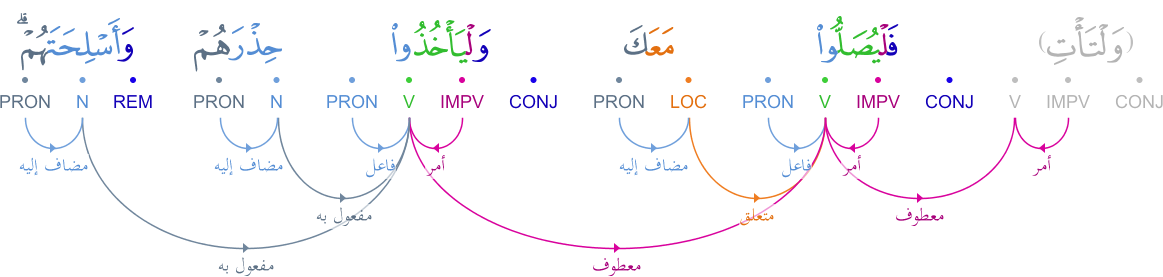 (وَلْتَأْتِ) فَلْيُصَلُّوا۟ مَعَكَ وَلْيَأْخُذُوا۟ حِذْرَهُمْ وَأَسْلِحَتَهُمْ ۗ
CONJ IMPV V CONJ IMPV V PRON LOC PRON CONJ IMPV V PRON N PRON REM N PRON
أمر أمر فاعل مضاف إليه أمر فاعل مضاف إليه مضاف إليه
معطوف متعلق مفعول به
معطوف مفعول به